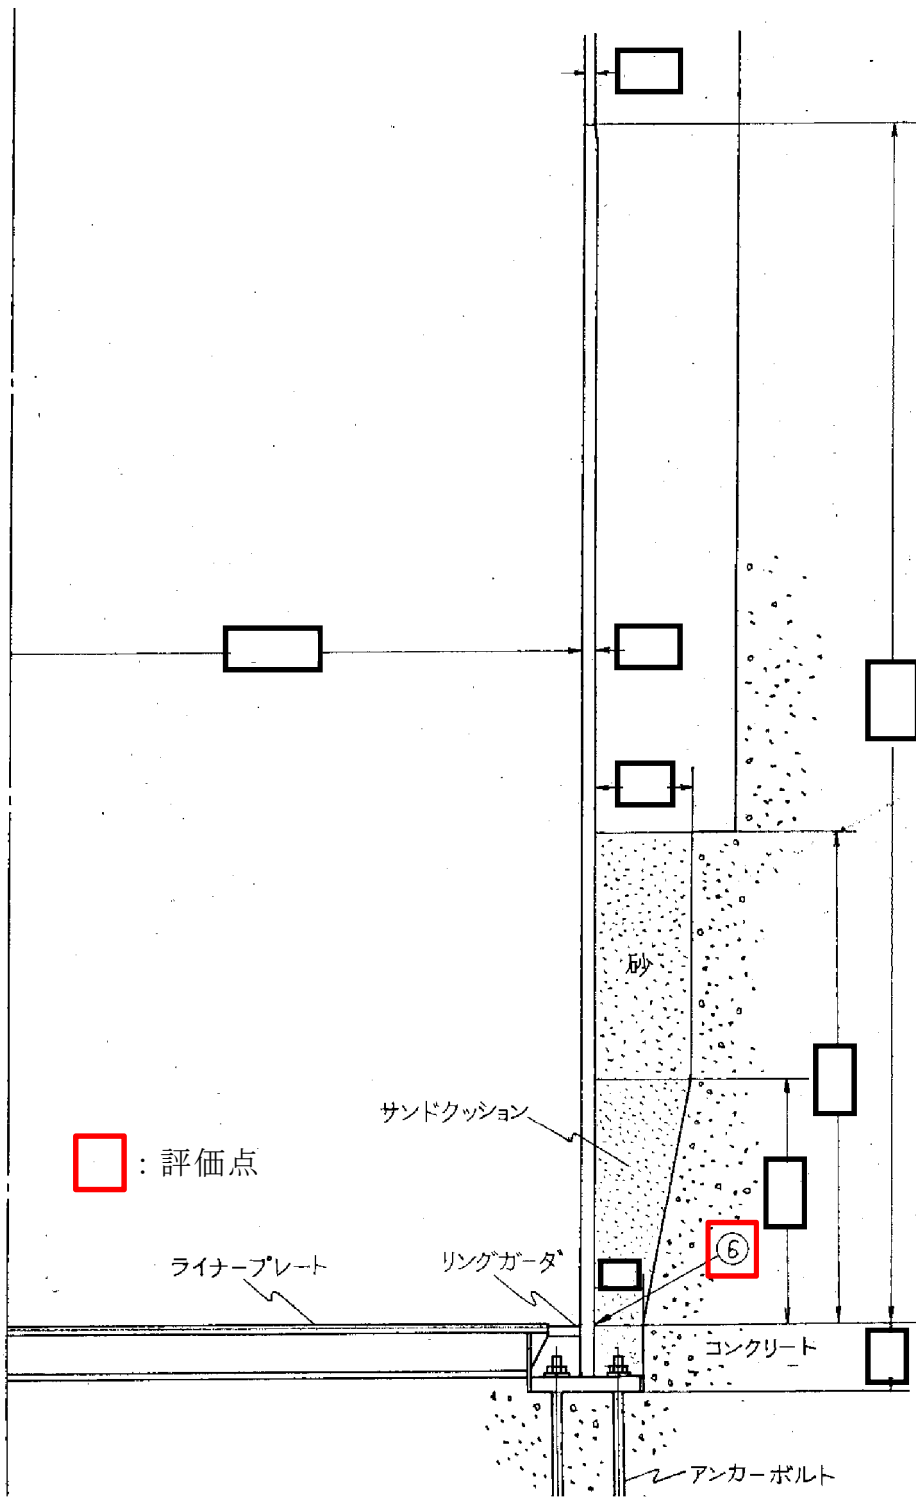 砂
サンドクッション
：評価点
⑥
ライナープレート
リングガーダ
コンクリート
アンカーボルト